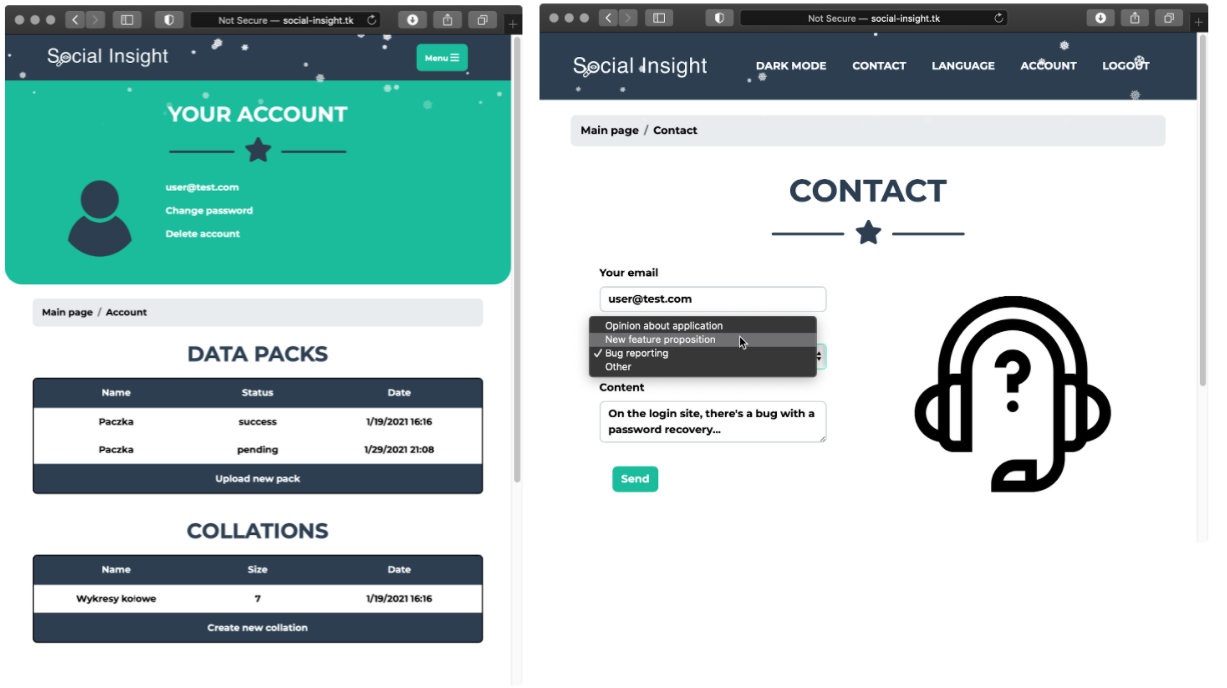 Not Secure — social-insight.tk
Social Insight
Menu
YOUR ACCOUNT
user@test.com
Change password
Delete account
Main page / Account
DATA PACKS
Name Status Date
Paczka success 1/19/2021 16:16
Paczka pending 1/29/2021 21:08
Upload new pack
COLLATIONS
Name Size Date
Wykresy kołowe 7 1/19/2021 16:16
Create new collation
Not Secure — social-insight.tk
Social Insight DARK MODE CONTACT LANGUAGE ACCOUNT LOGOUT
Main page / Contact
CONTACT
Your email
user@test.com
Opinion about application
New feature proposition
✓ Bug reporting
Other
Content
On the login site, there's a bug with a
password recovery...
Send
?